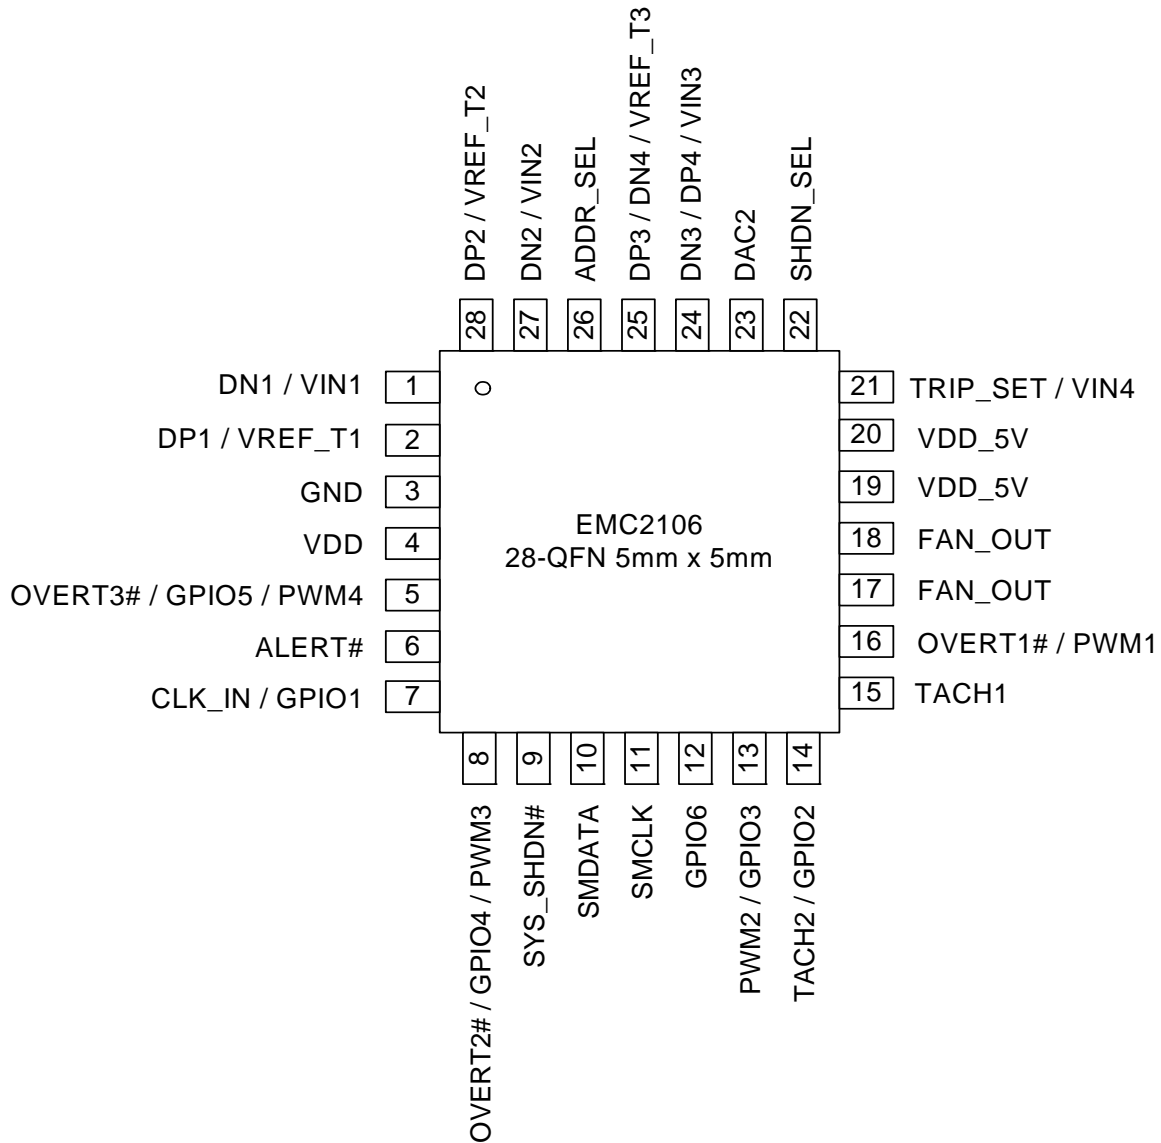 DP2 / VREF_T2
DN2 / VIN2
ADDR_SEL
DP3 / DN4 / VREF_T3
DN3 / DP4 / VIN3
DAC2
SHDN_SEL
28
27
26
25
24
23
22
DN1 / VIN1 1
DP1 / VREF_T1 2
GND 3
VDD 4
OVERT3# / GPIO5 / PWM4 5
ALERT# 6
CLK_IN / GPIO1 7
EMC2106
28-QFN 5mm x 5mm
21 TRIP_SET / VIN4
20 VDD_5V
19 VDD_5V
18 FAN_OUT
17 FAN_OUT
16 OVERT1# / PWM1
15 TACH1
8
9
10
11
12
13
14
OVERT2# / GPIO4 / PWM3
SYS_SHDN#
SMDATA
SMCLK
GPIO6
PWM2 / GPIO3
TACH2 / GPIO2